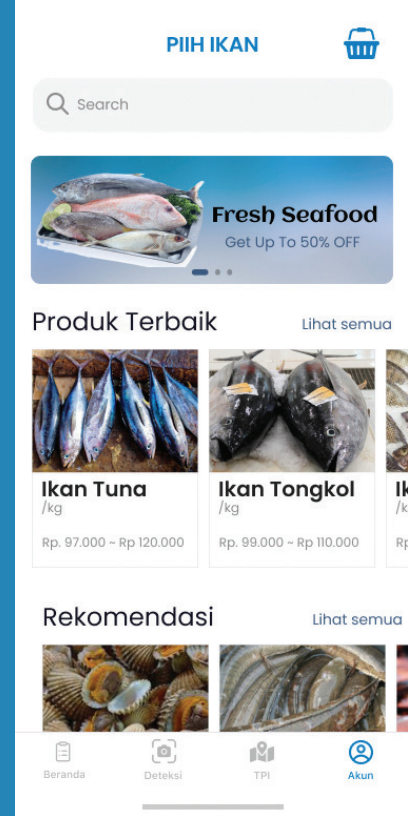 PIIH IKAN
Search
Fresh Seafood
Get Up To 50% OFF
Produk Terbaik
Lihat semua
Ikan Tuna
/kg
Rp. 97.000 ~ Rp 120.000
Ikan Tongkol
/kg
Rp. 99.000 ~ Rp 110.000
Rekomendasi
Lihat semua
Beranda
Deteksi
TPI
Akun